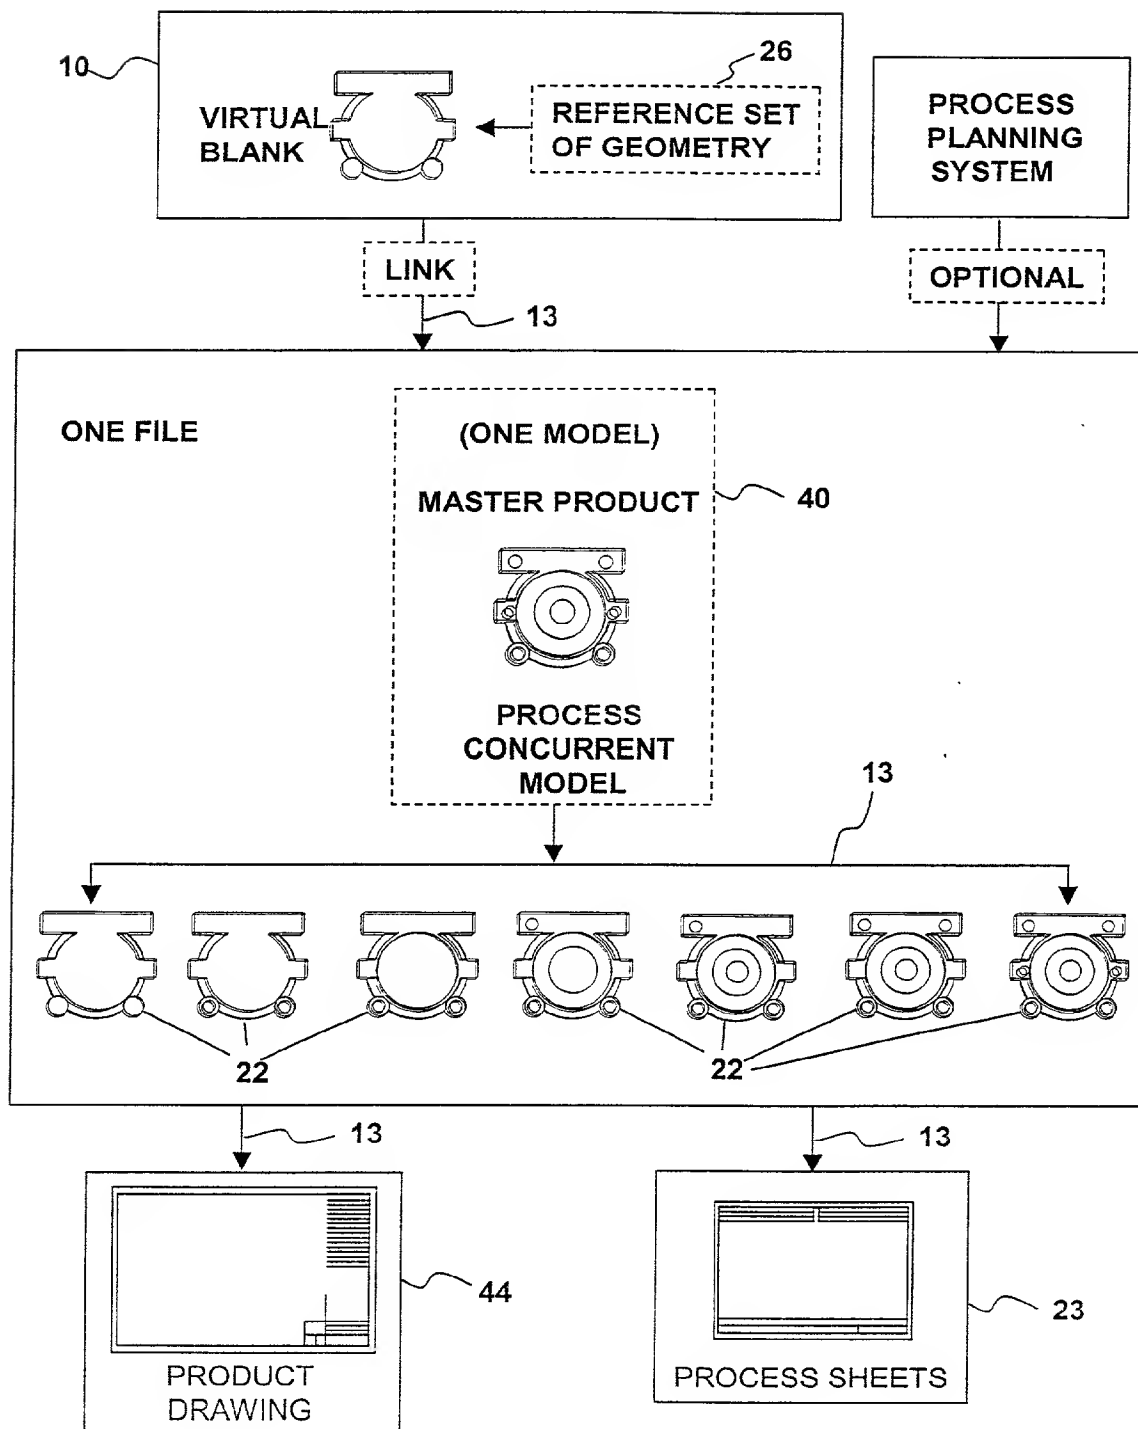 10
VIRTUAL
BLANK
26
REFERENCE SET
OF GEOMETRY
PROCESS
PLANNING
SYSTEM
LINK
OPTIONAL
13
ONE FILE
(ONE MODEL)
MASTER PRODUCT
40
PROCESS
CONCURRENT
MODEL
13
22
22
13
13
44
PRODUCT
DRAWING
23
PROCESS SHEETS